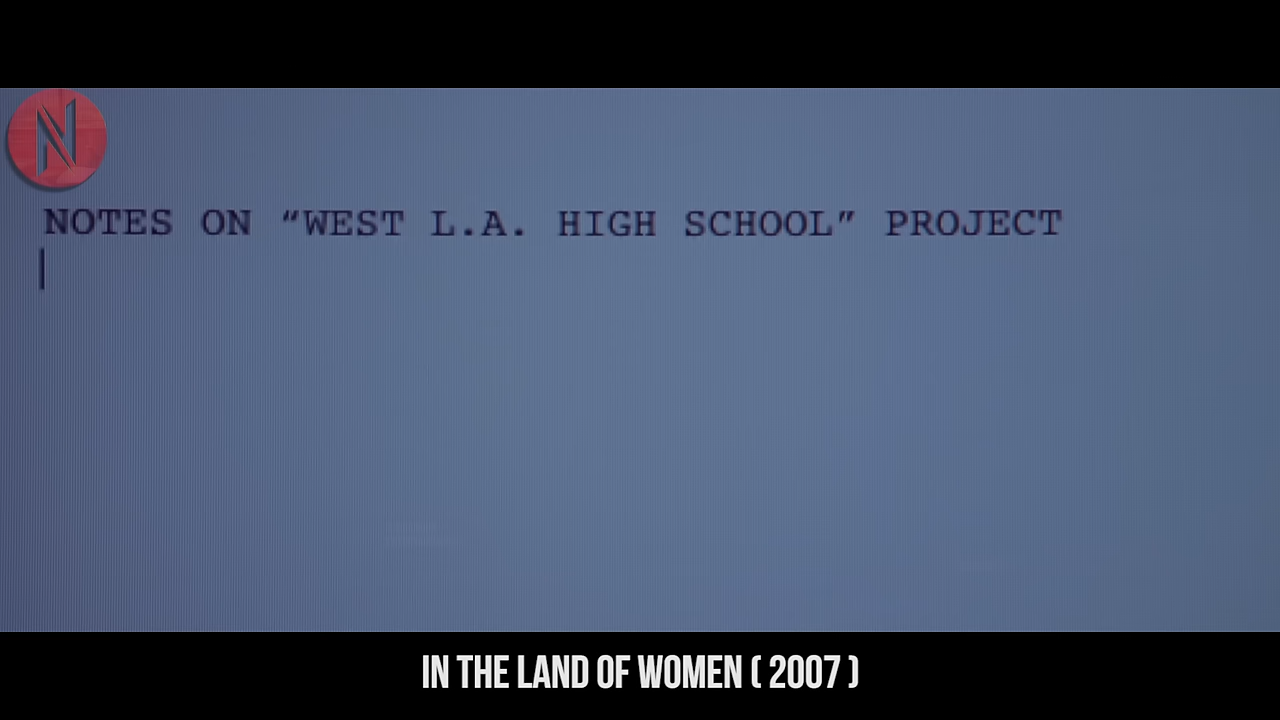 N
NOTES ON “WEST L.A. HIGH SCHOOL” PROJECT
IN THE LAND OF WOMEN ( 2007 )